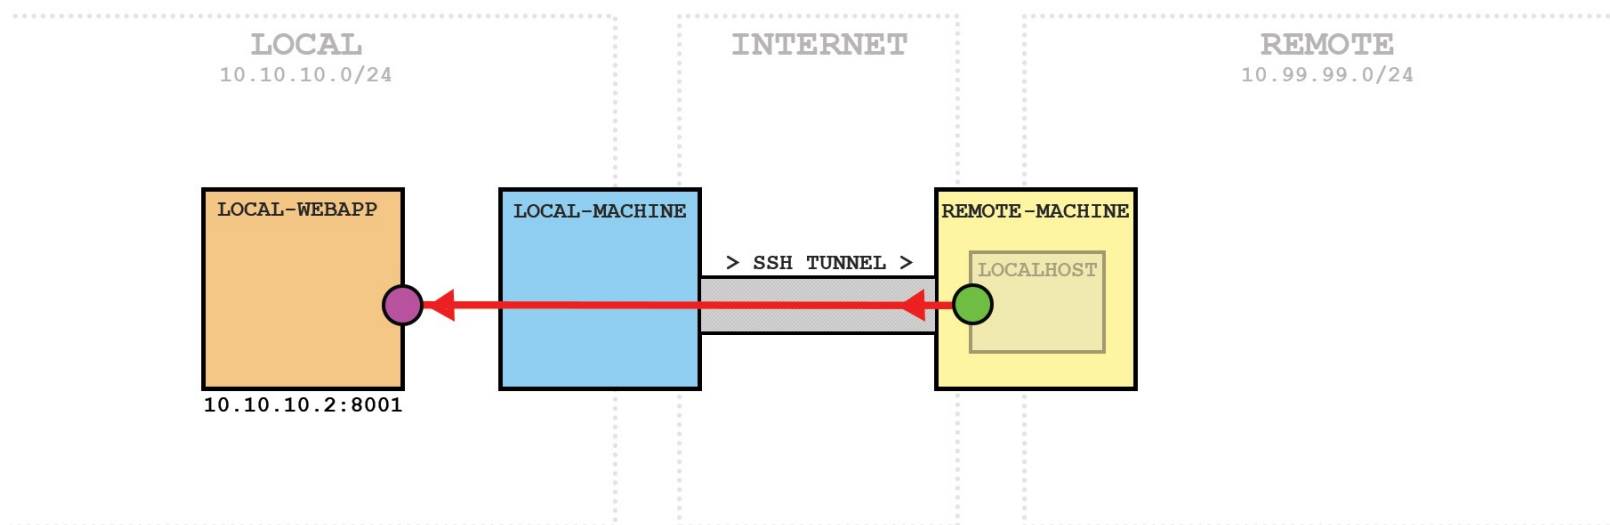 LOCAL
10.10.10.0/24
INTERNET
REMOTE
10.99.99.0/24
LOCAL-WEBAPP
10.10.10.2:8001
LOCAL-MACHINE
> SSH TUNNEL >
REMOTE-MACHINE
LOCALHOST